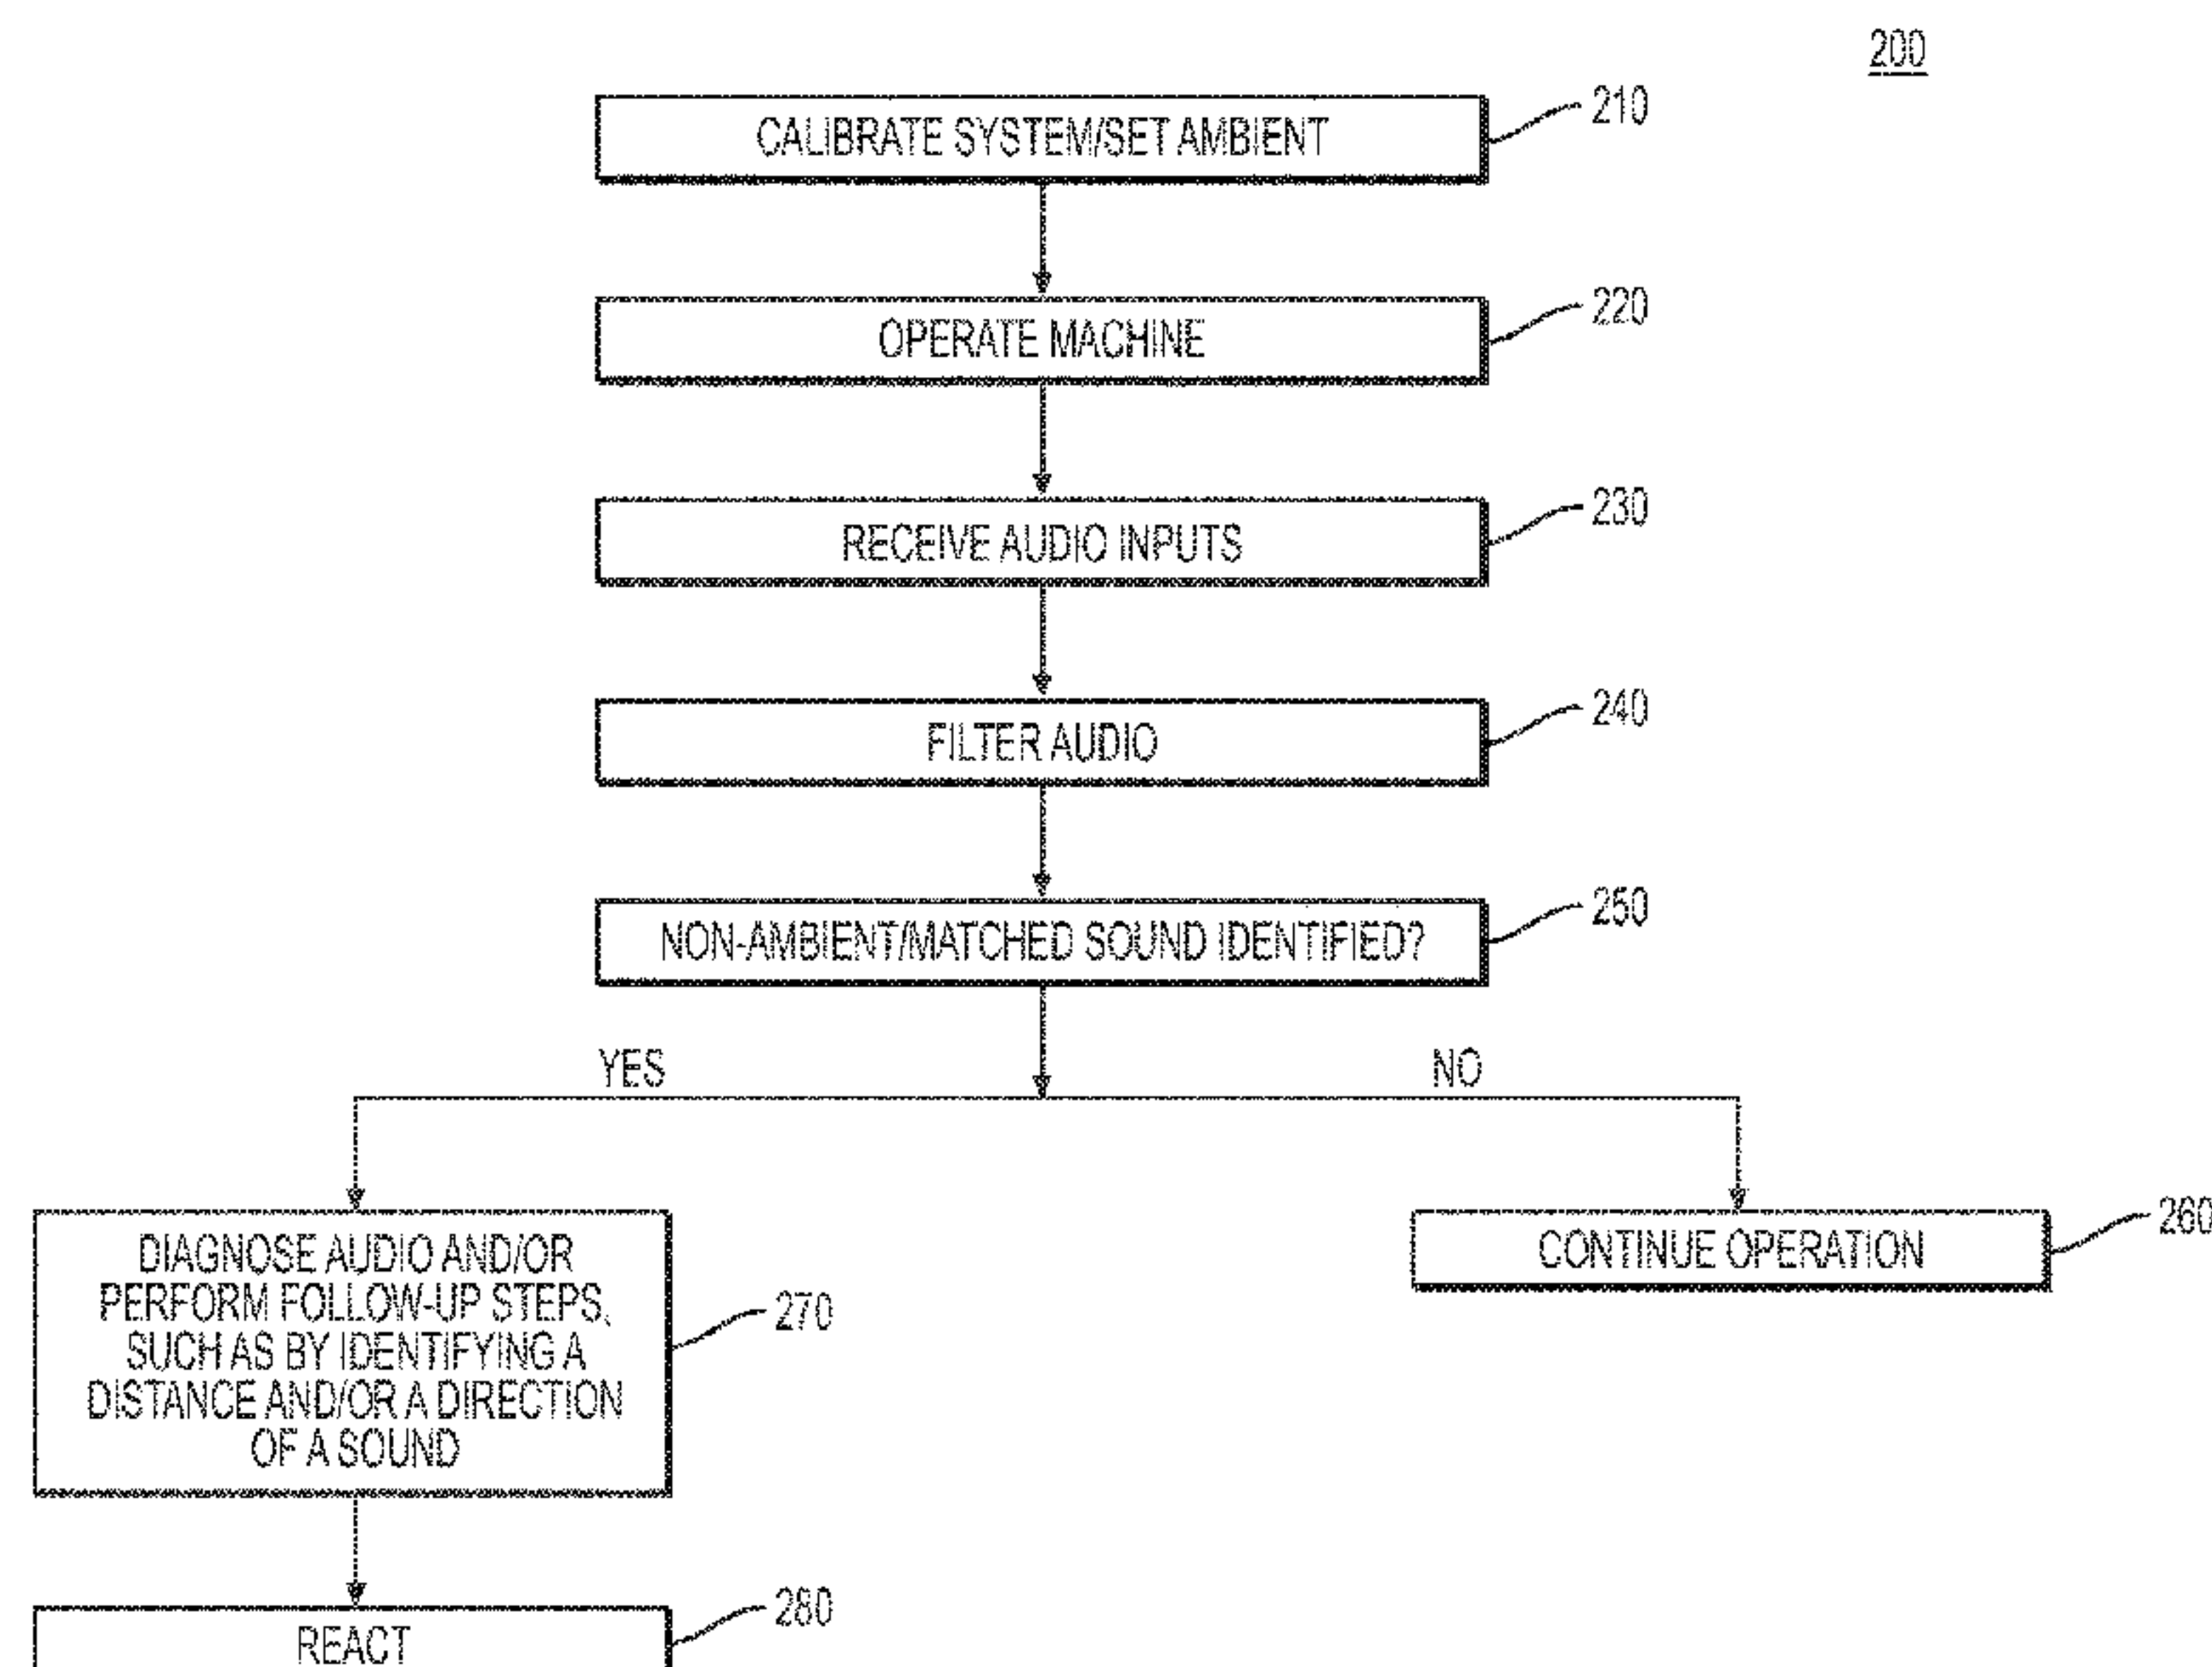 200
CALIBRATE SYSTEM/SET AMBIENT
210
OPERATE MACHINE
220
RECEIVE AUDIO INPUTS
230
FILTER AUDIO
240
NON-AMBIENT/MATCHED SOUND IDENTIFIED?
250
YES
NO
DIAGNOSE AUDIO AND/OR
PERFORM FOLLOW-UP STEPS,
SUCH AS BY IDENTIFYING A
DISTANCE AND/OR A DIRECTION
OF A SOUND
270
CONTINUE OPERATION
260
REACT
280